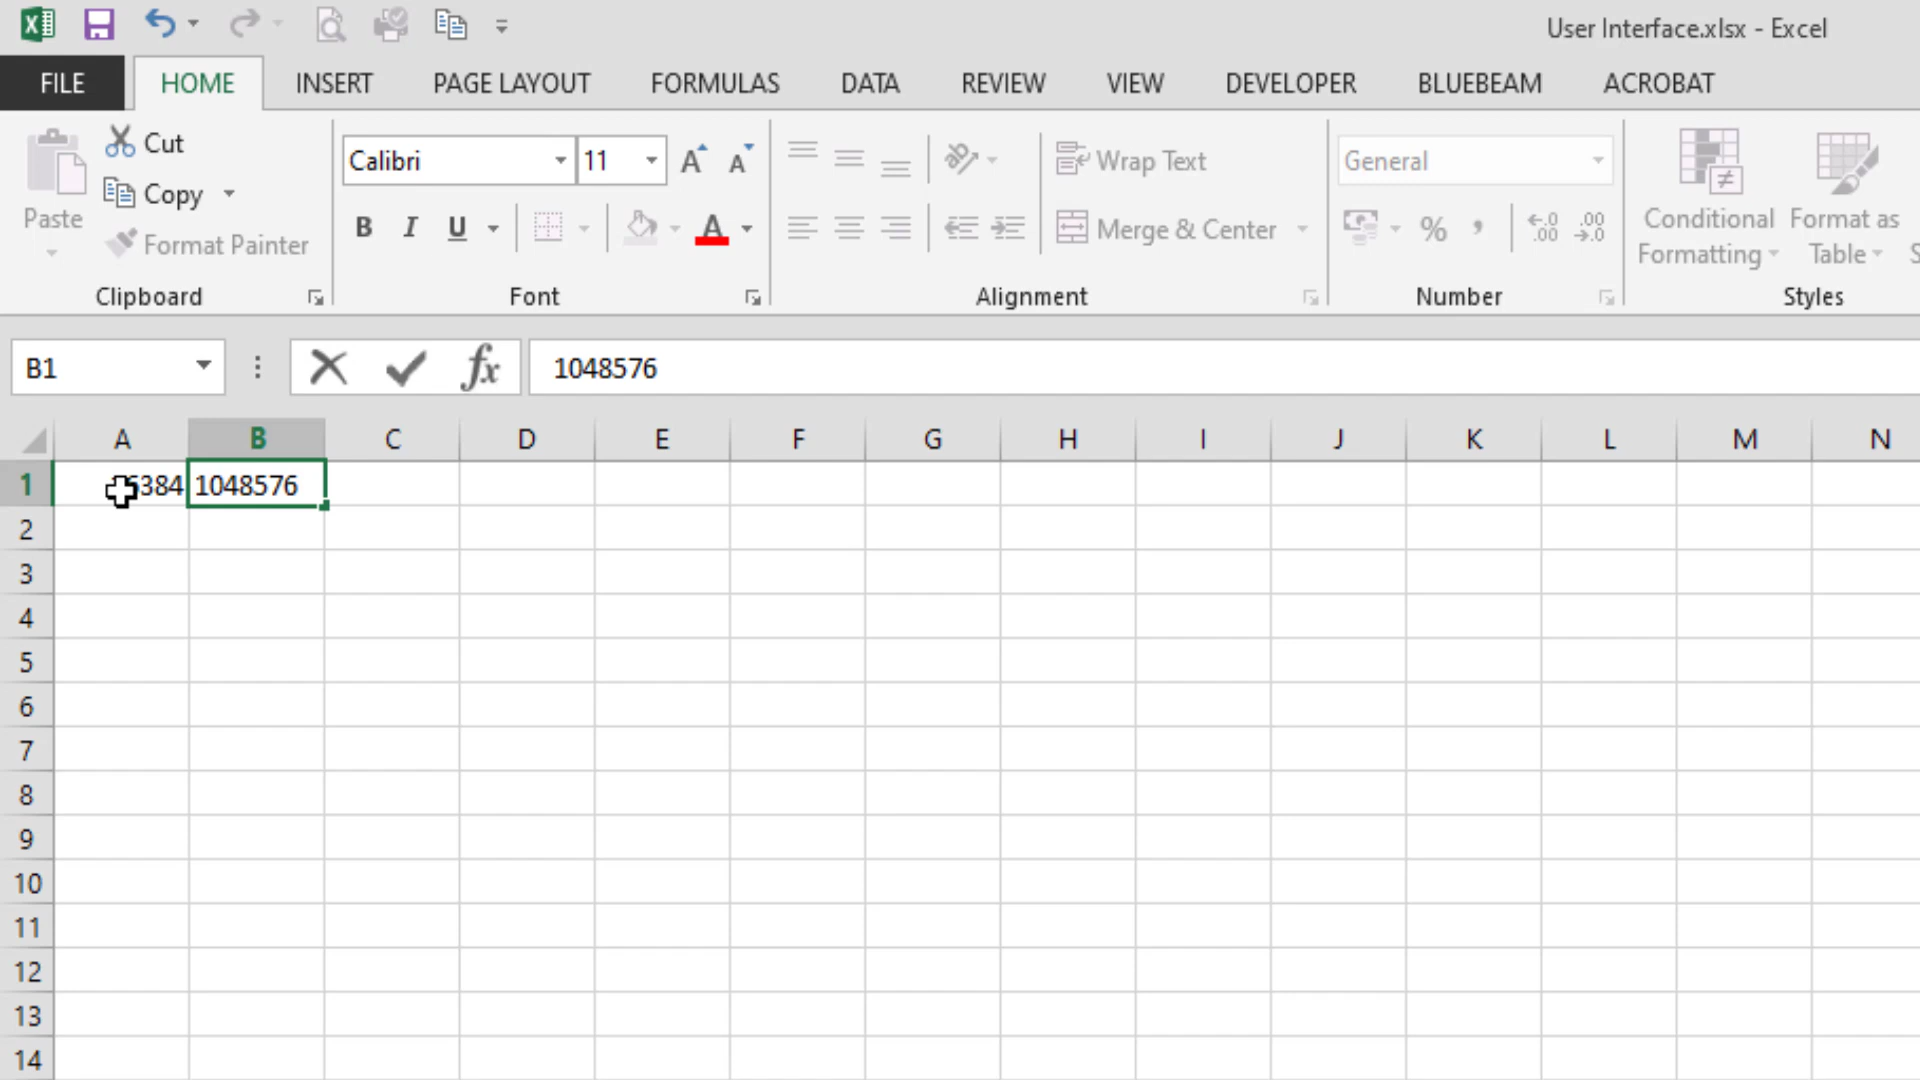 User Interface.xlsx - Excel
FILE HOME INSERT PAGE LAYOUT FORMULAS DATA REVIEW VIEW DEVELOPER BLUEBEAM ACROBAT
Cut
Copy
Paste
Format Painter
Clipboard
Calibri 11
B I U A
Font
Wrap Text
Merge & Center
Alignment
General
%
Number
Conditional Formatting
Format as Table
Styles
B1 fx 1048576
A B C D E F G H I J K L M N
1 1048576
2
3
4
5
6
7
8
9
10
11
12
13
14